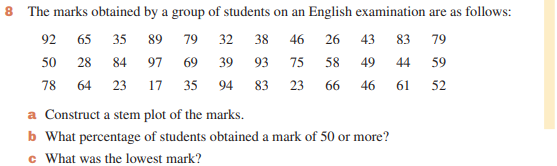 8 The marks obtained by a group of students on an English examination are as follows:
92 65 35 89 79 32 38 46 26 43 83 79
50 28 84 97 69 39 93 75 58 49 44 59
78 64 23 17 35 94 83 23 66 46 61 52
a Construct a stem plot of the marks.
b What percentage of students obtained a mark of 50 or more?
c What was the lowest mark?